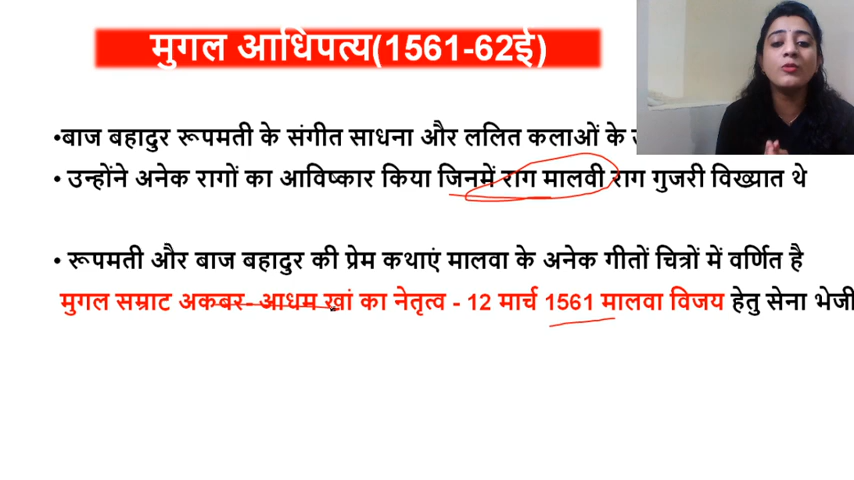 मुगल आधिपत्य(1561-62ई)
•बाज बहादुर रूपमती के संगीत साधना और ललित कलाओं के
• उन्होंने अनेक रागों का आविष्कार किया जिनमें राग मालवी राग गुजरी विख्यात थे
• रूपमती और बाज बहादुर की प्रेम कथाएं मालवा के अनेक गीतों चित्रों में वर्णित है
मुगल सम्राट अकबर- आधम खां का नेतृत्व - 12 मार्च 1561 मालवा विजय हेतु सेना भेजी